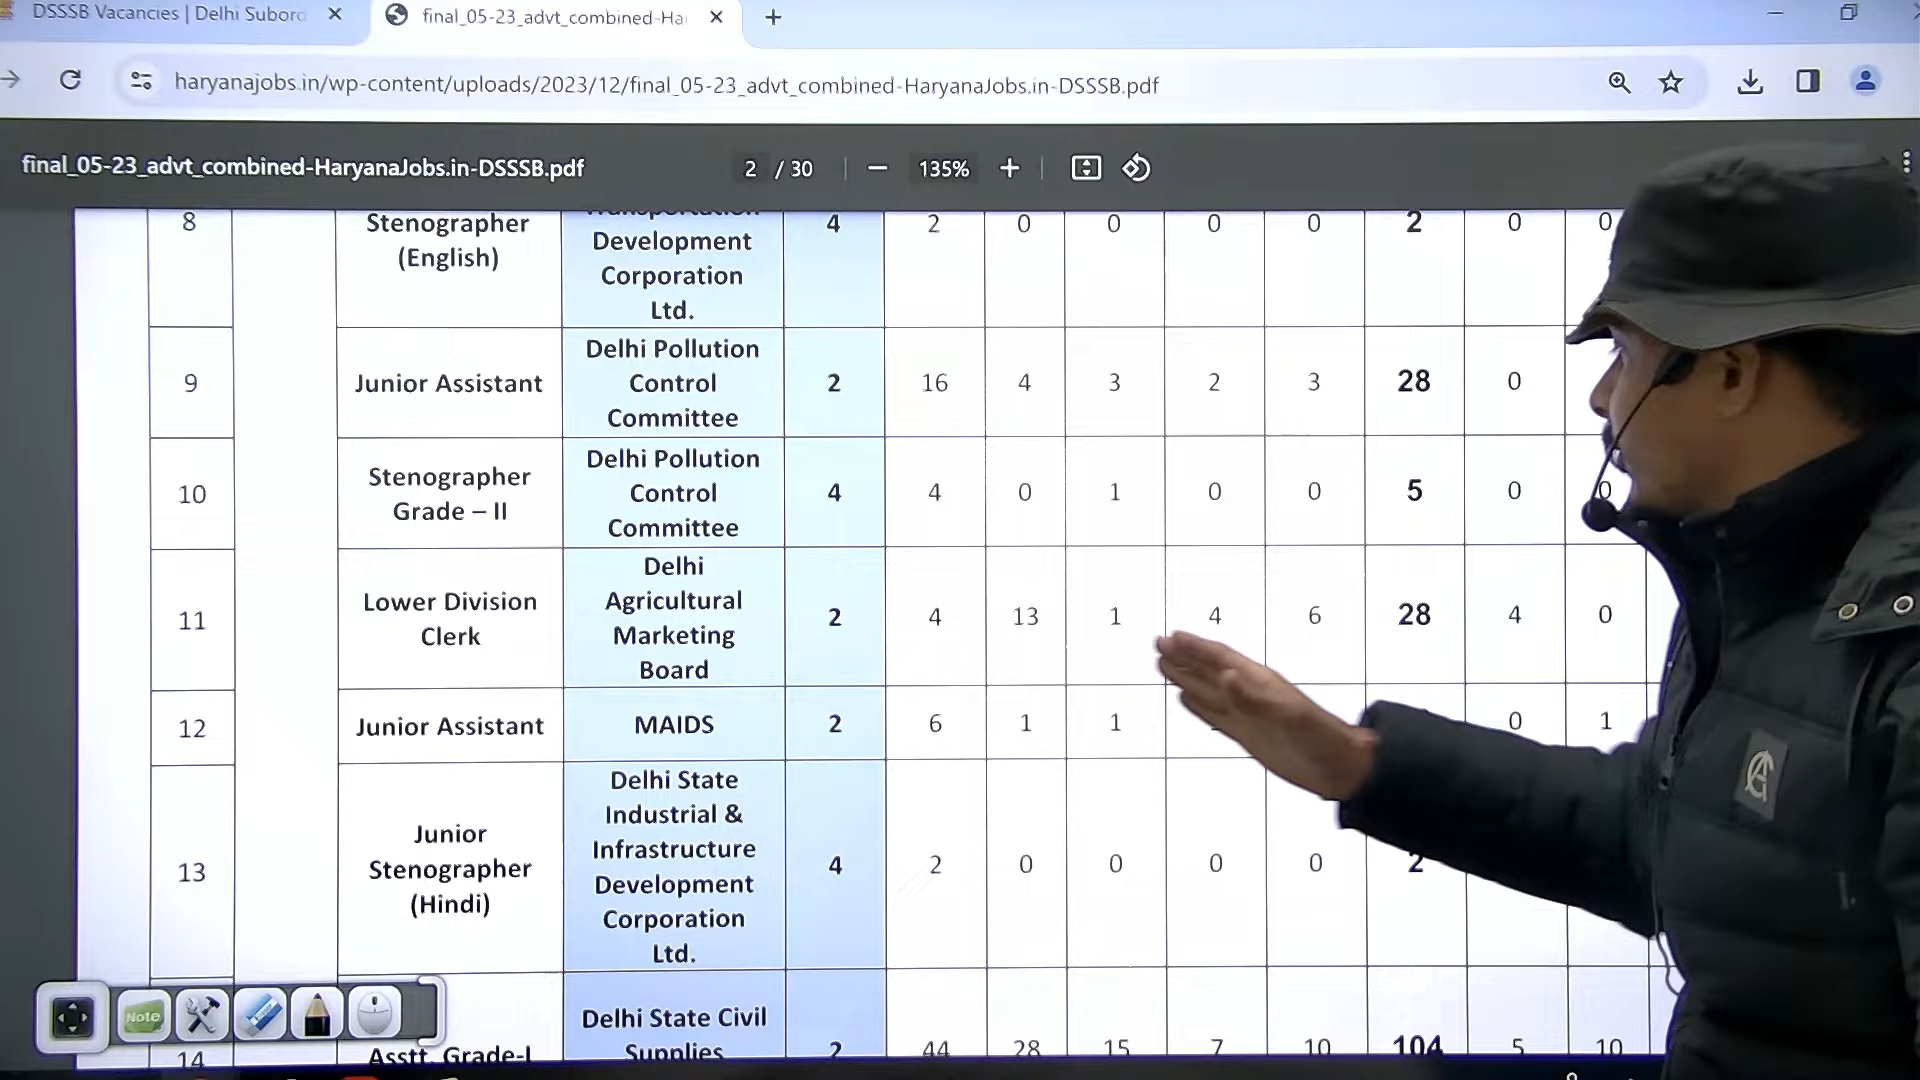 DSSSB Vacancies | Delhi Suborc
final_05-23_advt_combined-Ha
haryanajobs.in/wp-content/uploads/2023/12/final_05-23_advt_combined-HaryanaJobs.in-DSSSB.pdf
final_05-23_advt_combined-HaryanaJobs.in-DSSSB.pdf
2 / 30
135%
8 Stenographer (English) Development Corporation Ltd. 4 2 0 0 0 0 2 0 0
9 Junior Assistant Delhi Pollution Control Committee 2 16 4 3 2 3 28 0
10 Stenographer Grade – II Delhi Pollution Control Committee 4 4 0 1 0 0 5 0 0
11 Lower Division Clerk Delhi Agricultural Marketing Board 2 4 13 1 4 6 28 4 0
12 Junior Assistant MAIDS 2 6 1 1 0 1
13 Junior Stenographer (Hindi) Delhi State Industrial & Infrastructure Development Corporation Ltd. 4 2 0 0 0 0 2
14 Asstt. Grade-I Delhi State Civil Supplies 2 44 28 15 7 10 104 5 10
Note